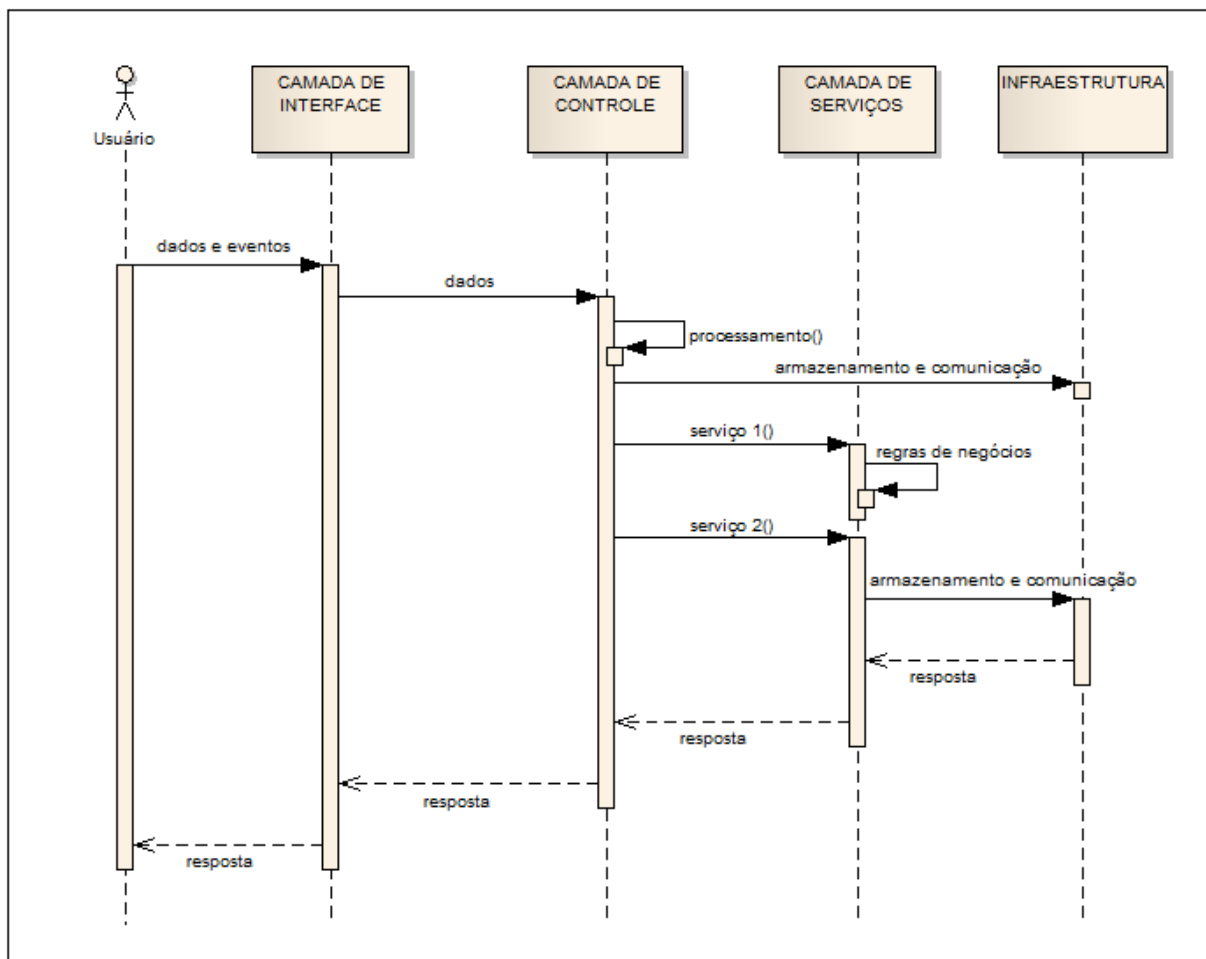 CAMADA DE
INTERFACE
CAMADA DE
CONTROLE
CAMADA DE
SERVIÇOS
INFRAESTRUTURA
Usuário
dados e eventos
dados
processamento()
armazenamento e comunicação
serviço 1()
regras de negócios
serviço 2()
armazenamento e comunicação
resposta
resposta
resposta
resposta